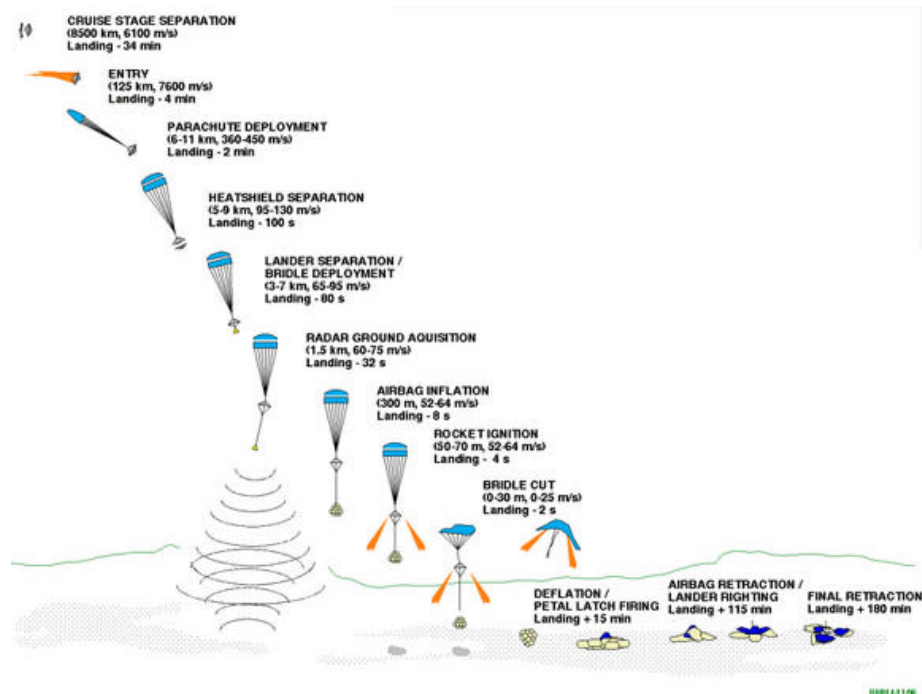 CRUISE STAGE SEPARATION
(8500 km, 6100 m/s)
Landing - 34 min
ENTRY
(125 km, 7600 m/s)
Landing - 4 min
PARACHUTE DEPLOYMENT
(6-11 km, 360-450 m/s)
Landing - 2 min
HEATSHIELD SEPARATION
(5-9 km, 95-130 m/s)
Landing - 100 s
LANDER SEPARATION /
BRIDLE DEPLOYMENT
(3-7 km, 65-95 m/s)
Landing - 80 s
RADAR GROUND AQUISITION
(1.5 km, 60-75 m/s)
Landing - 32 s
AIRBAG INFLATION
(300 m, 52-64 m/s)
Landing - 8 s
ROCKET IGNITION
(50-70 m, 52-64 m/s)
Landing - 4 s
BRIDLE CUT
(0-30 m, 0-25 m/s)
Landing - 2 s
DEFLATION /
PETAL LATCH FIRING
Landing + 15 min
AIRBAG RETRACTION /
LANDER RIGHTING
Landing + 115 min
FINAL RETRACTION
Landing + 180 min